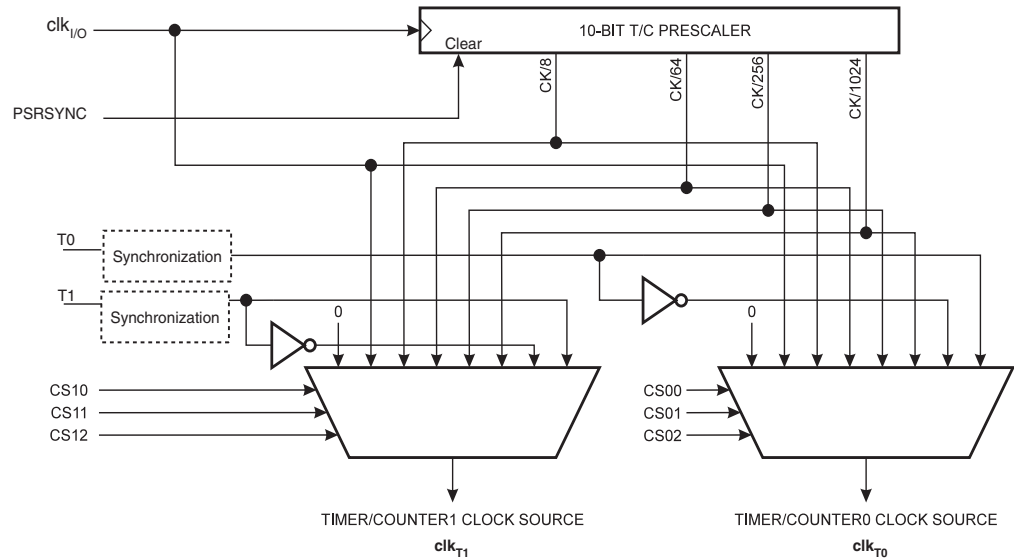 clkI/O
10-BIT T/C PRESCALER
Clear
CK/8
CK/64
CK/256
CK/1024
PSRSYNC
T0
Synchronization
T1
Synchronization
0
0
CS10
CS11
CS12
CS00
CS01
CS02
TIMER/COUNTER1 CLOCK SOURCE
clkT1
TIMER/COUNTER0 CLOCK SOURCE
clkT0